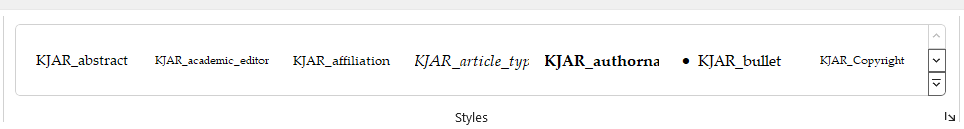 KJAR_abstract KJAR_academic_editor KJAR_affiliation KJAR_article_typ KJAR_authorna • KJAR_bullet KJAR_Copyright
Styles